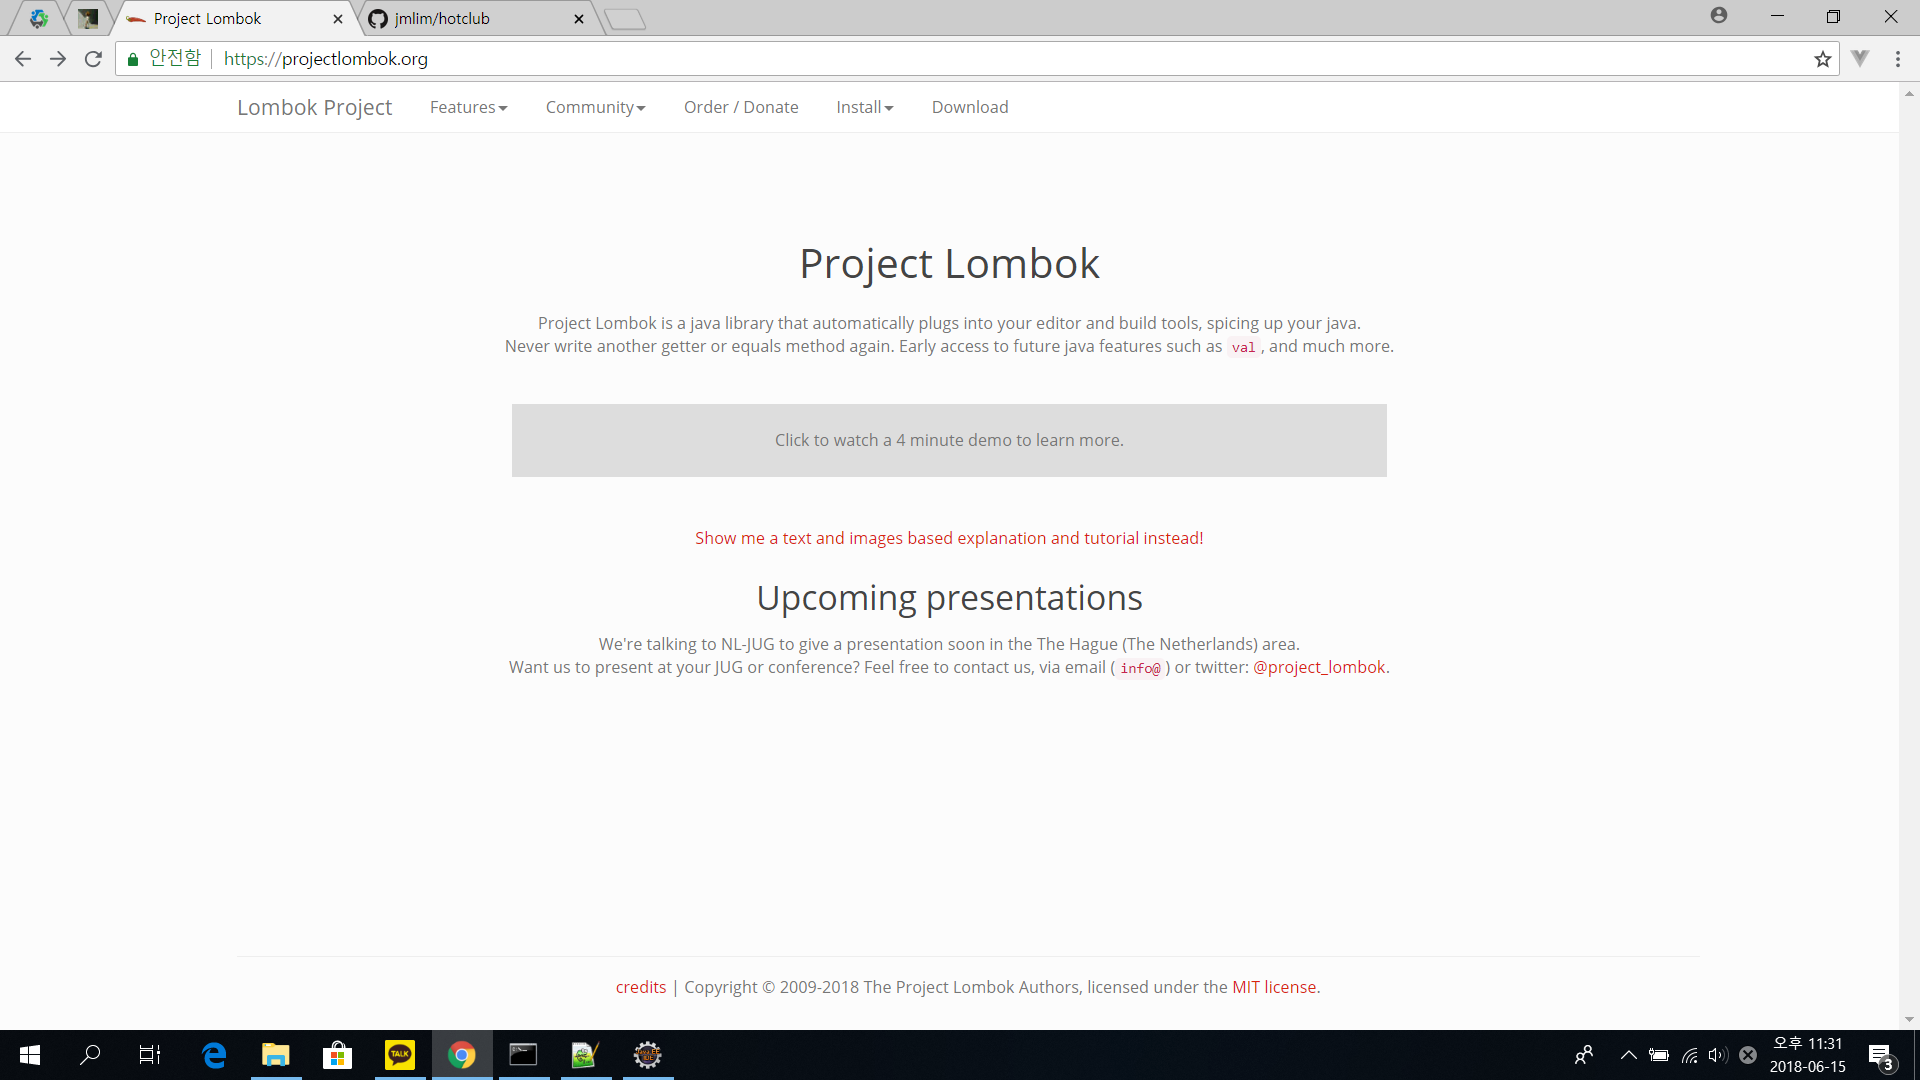 Project Lombok
jmlim/hotclub
안전함 https://projectlombok.org
Lombok Project Features Community Order / Donate Install Download
Project Lombok
Project Lombok is a java library that automatically plugs into your editor and build tools, spicing up your java.
Never write another getter or equals method again. Early access to future java features such as val, and much more.
Click to watch a 4 minute demo to learn more.
Show me a text and images based explanation and tutorial instead!
Upcoming presentations
We're talking to NL-JUG to give a presentation soon in the The Hague (The Netherlands) area.
Want us to present at your JUG or conference? Feel free to contact us, via email ( info@ ) or twitter: @project_lombok.
credits | Copyright © 2009-2018 The Project Lombok Authors, licensed under the MIT license.
TALK
오후 11:31
2018-06-15
3